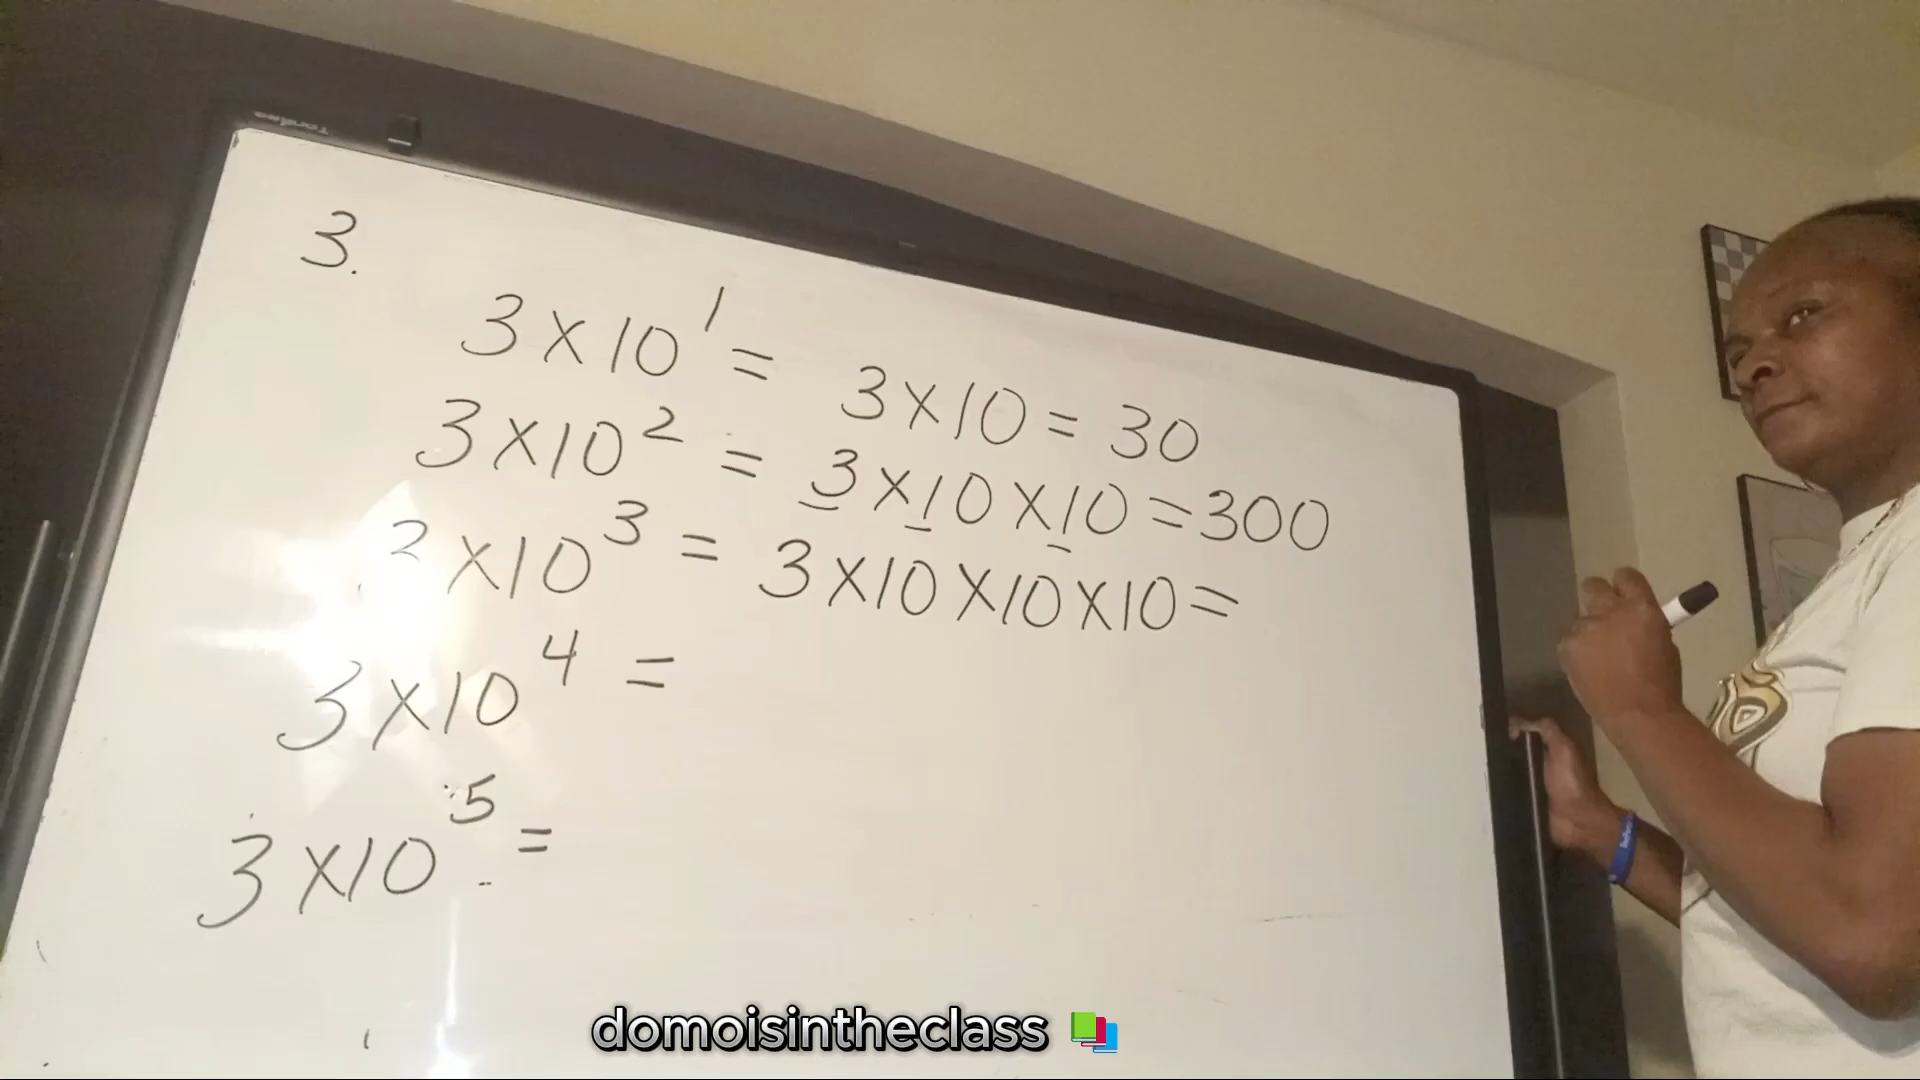 3.
3 x 10¹ = 3 x 10 = 30
3 x 10² = 3 x 10 x 10 = 300
3 x 10³ = 3 x 10 x 10 x 10 =
3 x 10⁴ =
3 x 10⁵ =
domoisintheclass